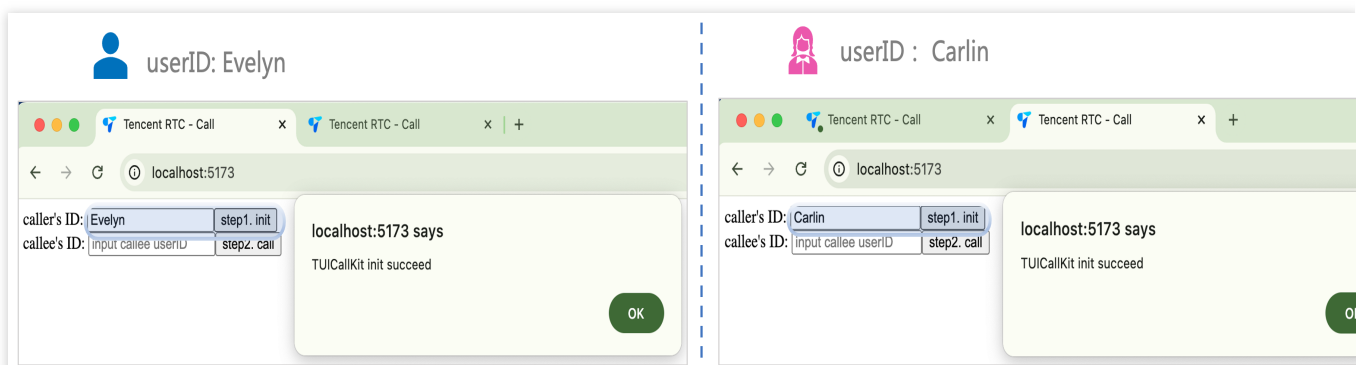 userID: Evelyn
Tencent RTC - Call
Tencent RTC - Call
localhost:5173
caller's ID: Evelyn step1. init
callee's ID: input callee userID step2. call
localhost:5173 says
TUICallKit init succeed
OK
userID : Carlin
Tencent RTC - Call
Tencent RTC - Call
localhost:5173
caller's ID: Carlin step1. init
callee's ID: input callee userID step2. call
localhost:5173 says
TUICallKit init succeed